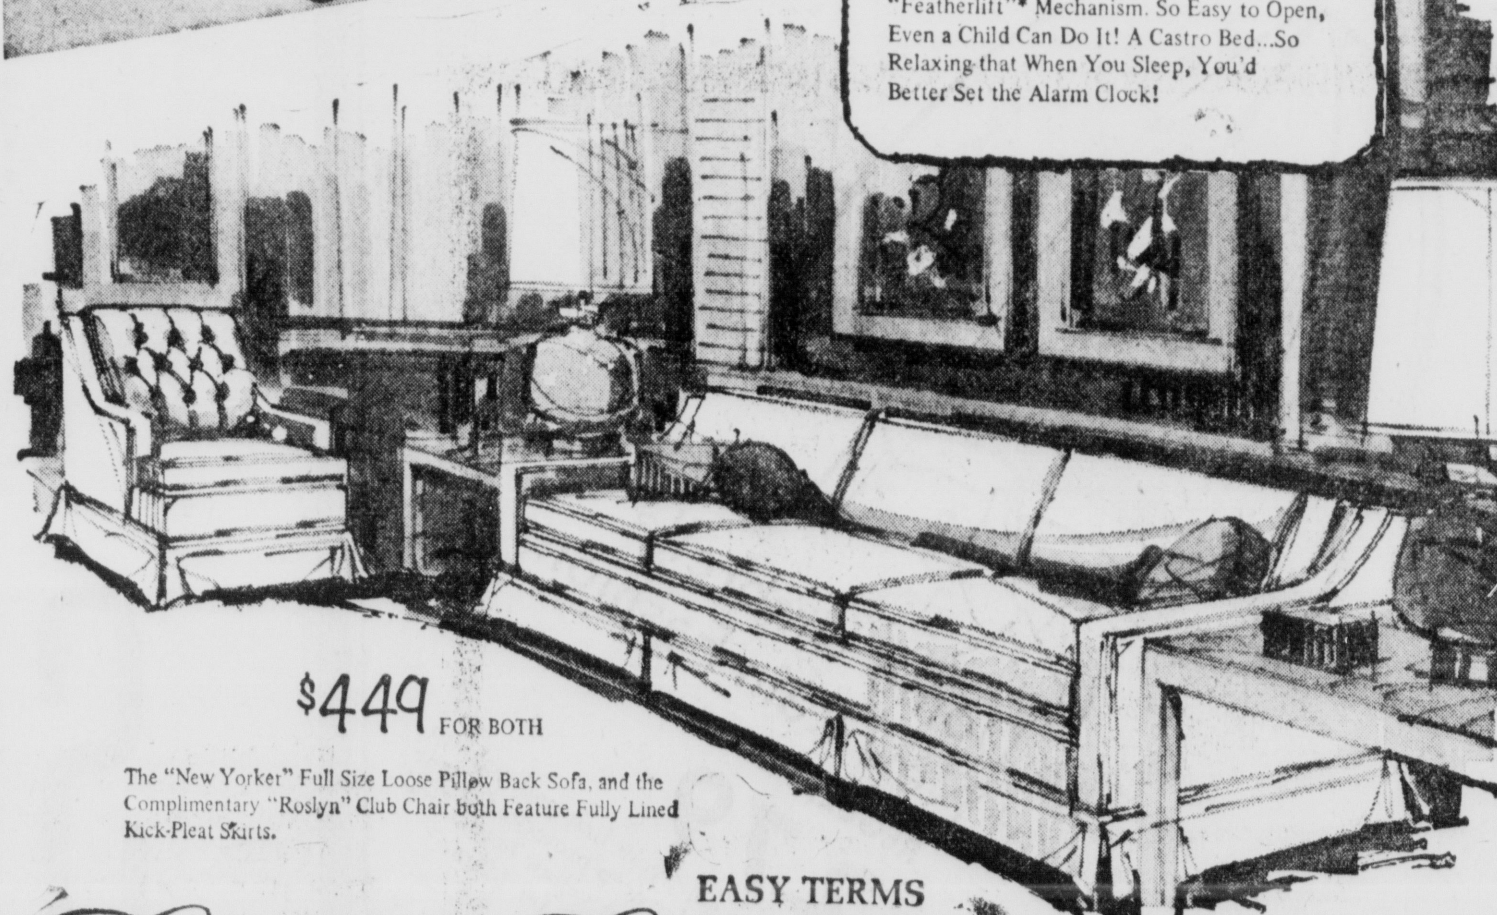 "Featherlift"* Mechanism. So Easy to Open,
Even a Child Can Do It! A Castro Bed...So
Relaxing that When You Sleep, You'd
Better Set the Alarm Clock!
$449 FOR BOTH
The "New Yorker" Full Size Loose Pillow Back Sofa, and the
Complimentary "Roslyn" Club Chair both Feature Fully Lined
Kick-Pleat Skirts.
EASY TERMS